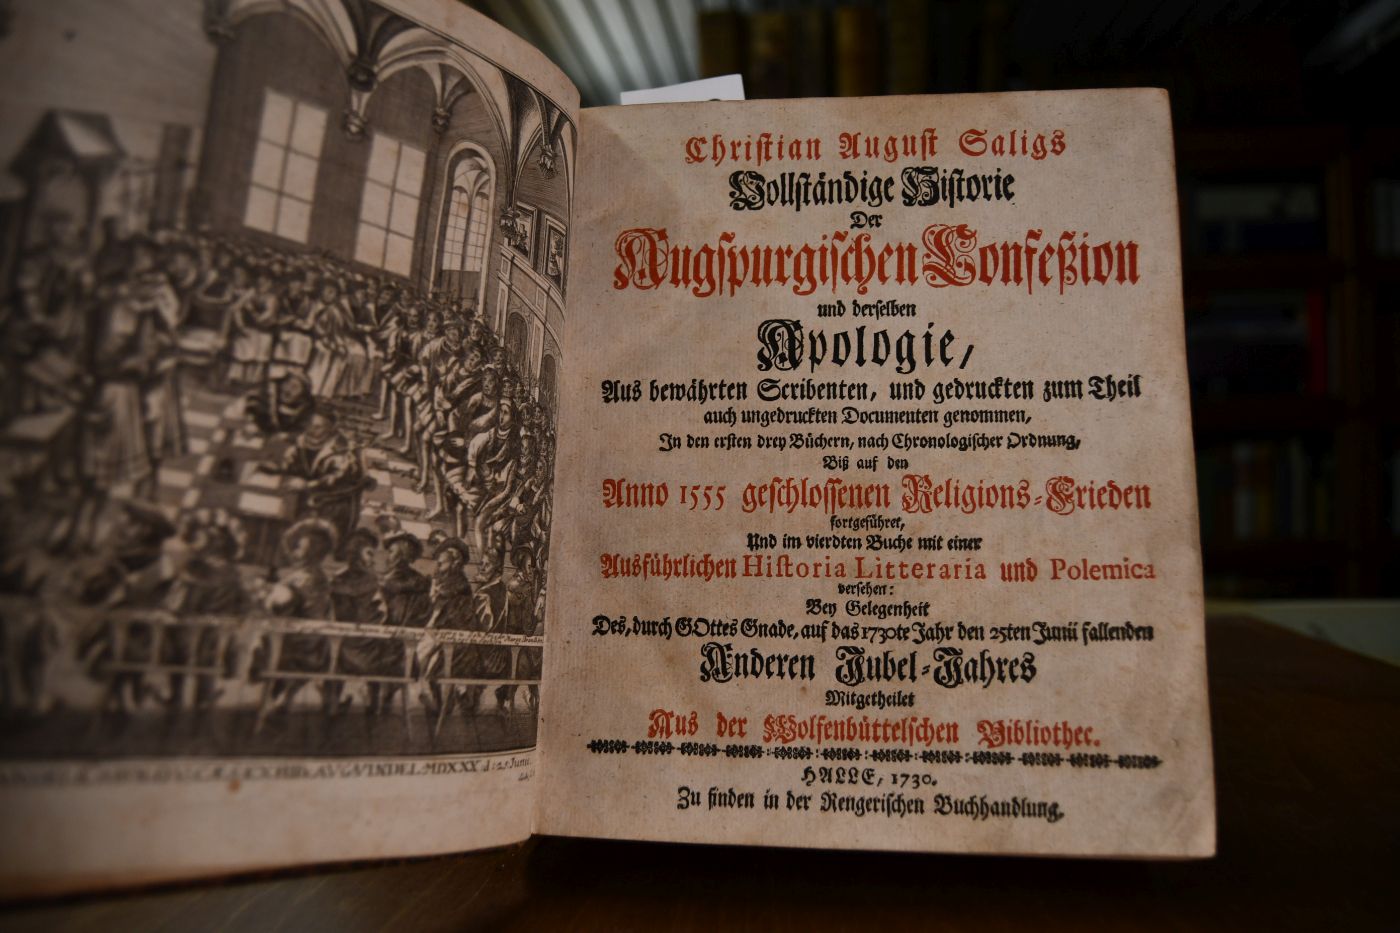 MDXXX d: 25 Junii
Christian August Saligs
Vollständige Historie
Der
Augspurgischen Confeßion
und derselben
Apologie,
Aus bewährten Scribenten, und gedruckten zum Theil
auch ungedruckten Documenten genommen,
In den ersten drey Büchern, nach Chronologischer Ordnung,
Biß auf den
Anno 1555 geschlossenen Religions-Frieden
fortgeführet,
Und im vierdten Buche mit einer
Ausführlichen Historia Litteraria und Polemica
versehen:
Bey Gelegenheit
Des, durch GOttes Gnade, auf das 1730te Jahr den 25ten Junii fallenden
Anderen Jubel-Jahres
Mitgetheilet
Aus der Wolfenbüttelschen Bibliothec.
HALLE, 1730.
Zu finden in der Rengerischen Buchhandlung.